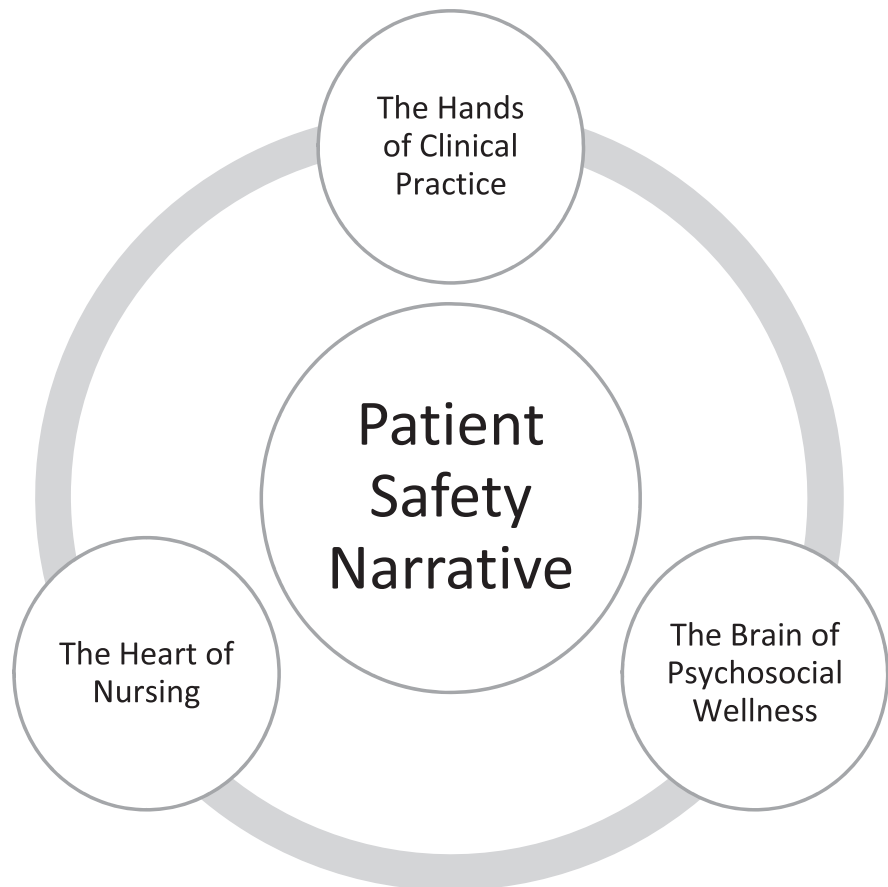 The Hands
of Clinical
Practice
Patient
Safety
Narrative
The Heart of
Nursing
The Brain of
Psychosocial
Wellness